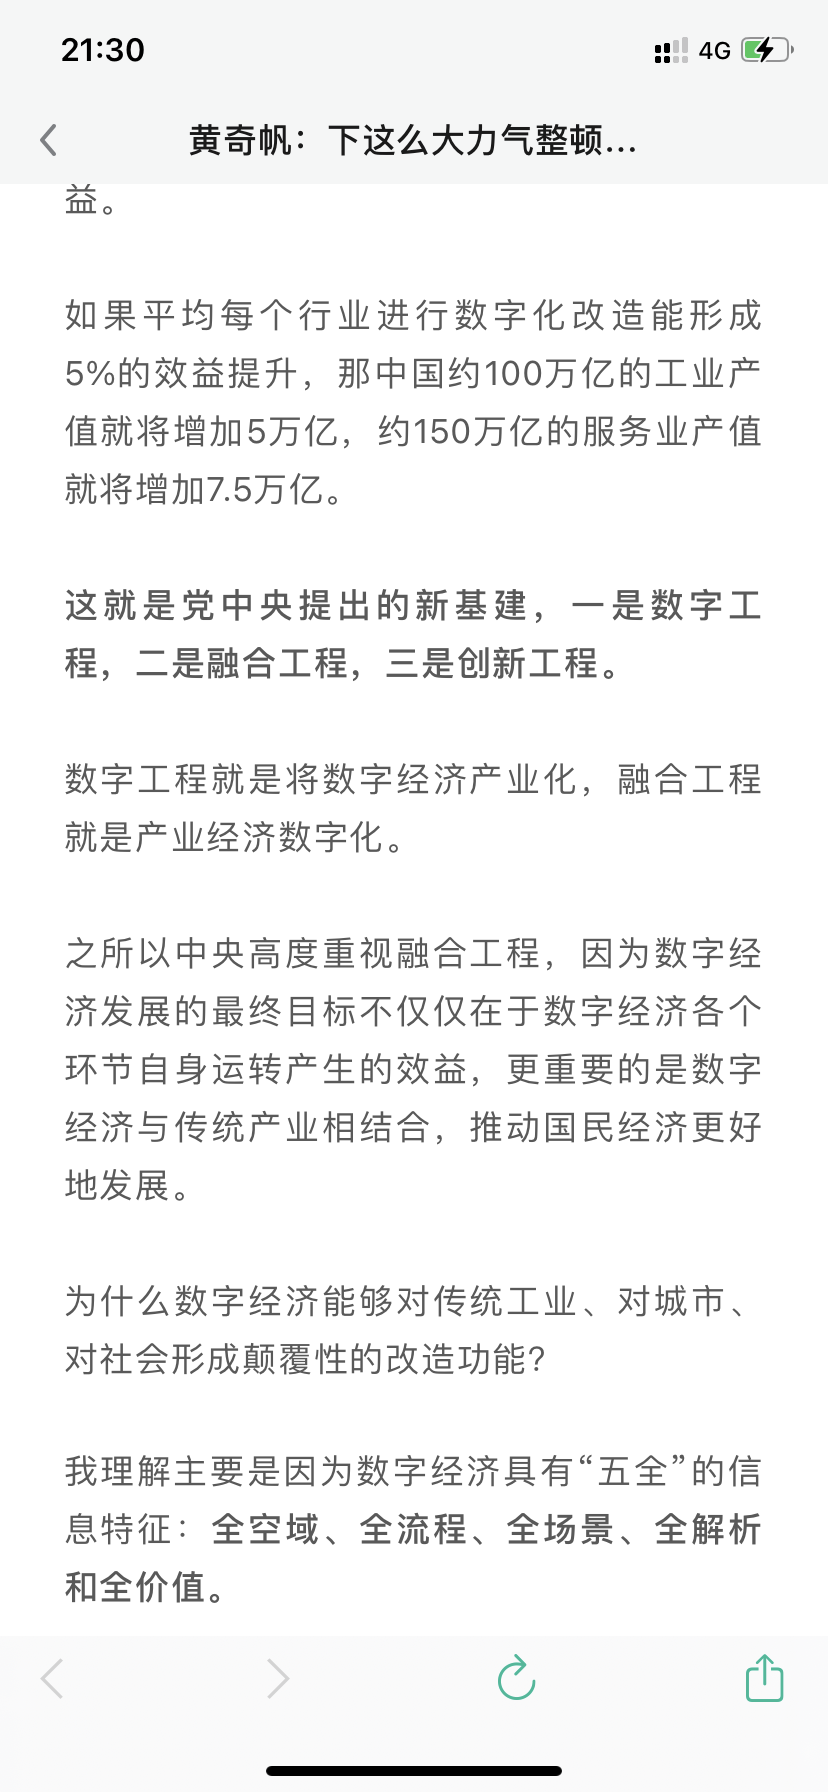 21:30
4G
黄奇帆：下这么大力气整顿...
益。
如果平均每个行业进行数字化改造能形成
5%的效益提升，那中国约100万亿的工业产
值就将增加5万亿，约150万亿的服务业产值
就将增加7.5万亿。
这就是党中央提出的新基建，一是数字工
程，二是融合工程，三是创新工程。
数字工程就是将数字经济产业化，融合工程
就是产业经济数字化。
之所以中央高度重视融合工程，因为数字经
济发展的最终目标不仅仅在于数字经济各个
环节自身运转产生的效益，更重要的是数字
经济与传统产业相结合，推动国民经济更好
地发展。
为什么数字经济能够对传统工业、对城市、
对社会形成颠覆性的改造功能?
我理解主要是因为数字经济具有“五全”的信
息特征：全空域、全流程、全场景、全解析
和全价值。